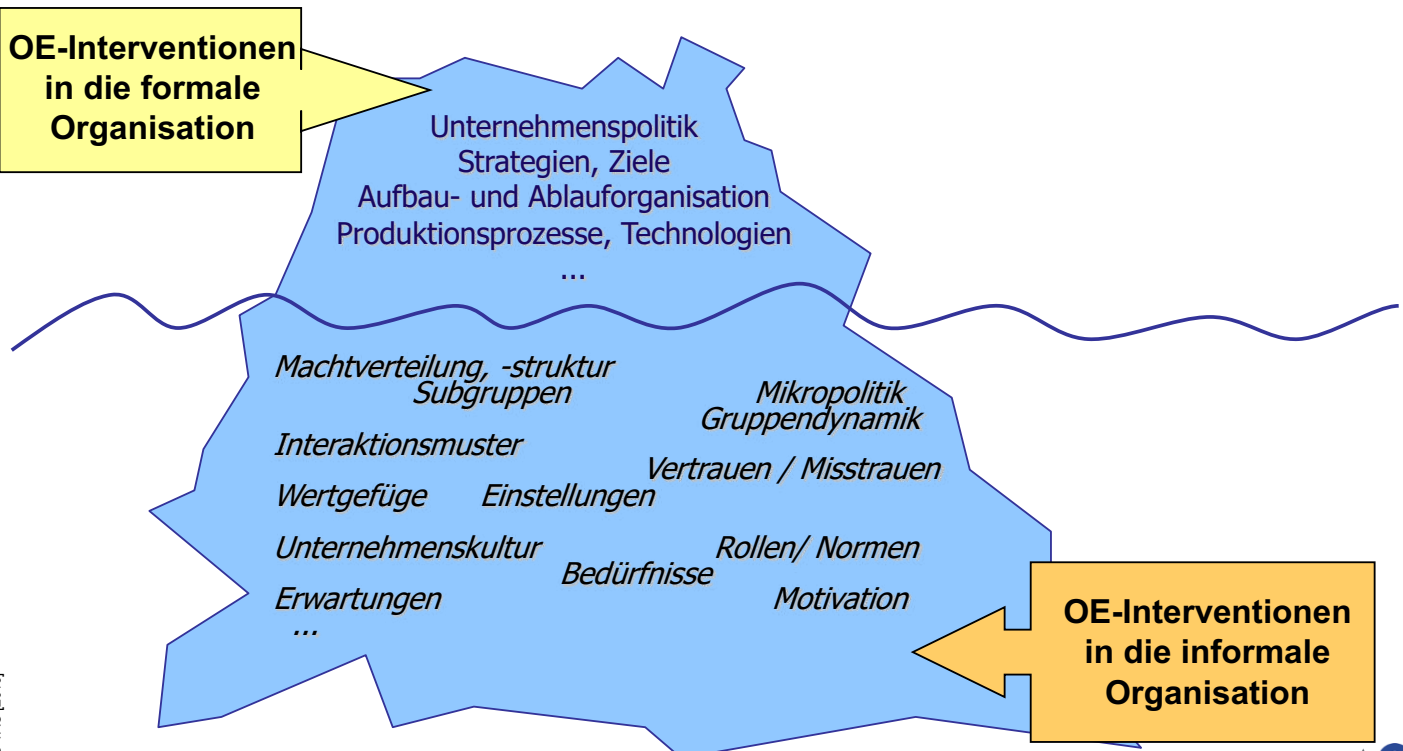 OE-Interventionen
in die formale
Organisation
Unternehmenspolitik
Strategien, Ziele
Aufbau- und Ablauforganisation
Produktionsprozesse, Technologien
...
Machtverteilung, -struktur
Subgruppen
Mikropolitik
Gruppendynamik
Interaktionsmuster
Vertrauen / Misstrauen
Wertgefüge
Einstellungen
Unternehmenskultur
Rollen/ Normen
Bedürfnisse
Erwartungen
Motivation
...
OE-Interventionen
in die informale
Organisation